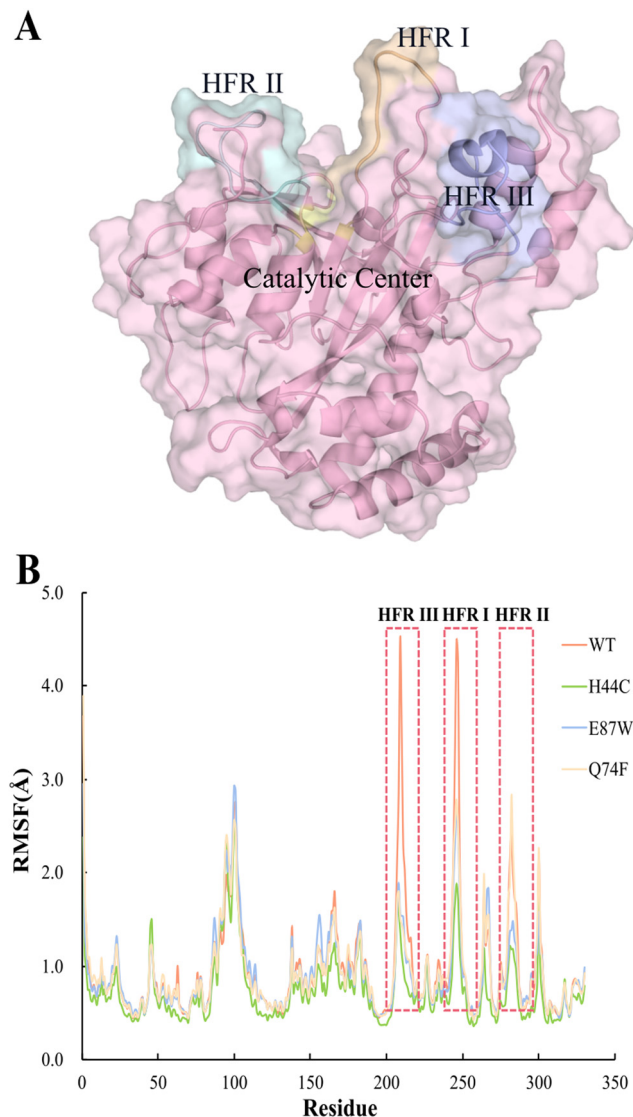 A
HFR I
HFR II
HFR III
Catalytic Center
B
5.0
HFR III HFR I HFR II
WT
4.0
H44C
E87W
3.0
Q74F
RMSF(Å)
2.0
1.0
0.0
0 50 100 150 200 250 300 350
Residue